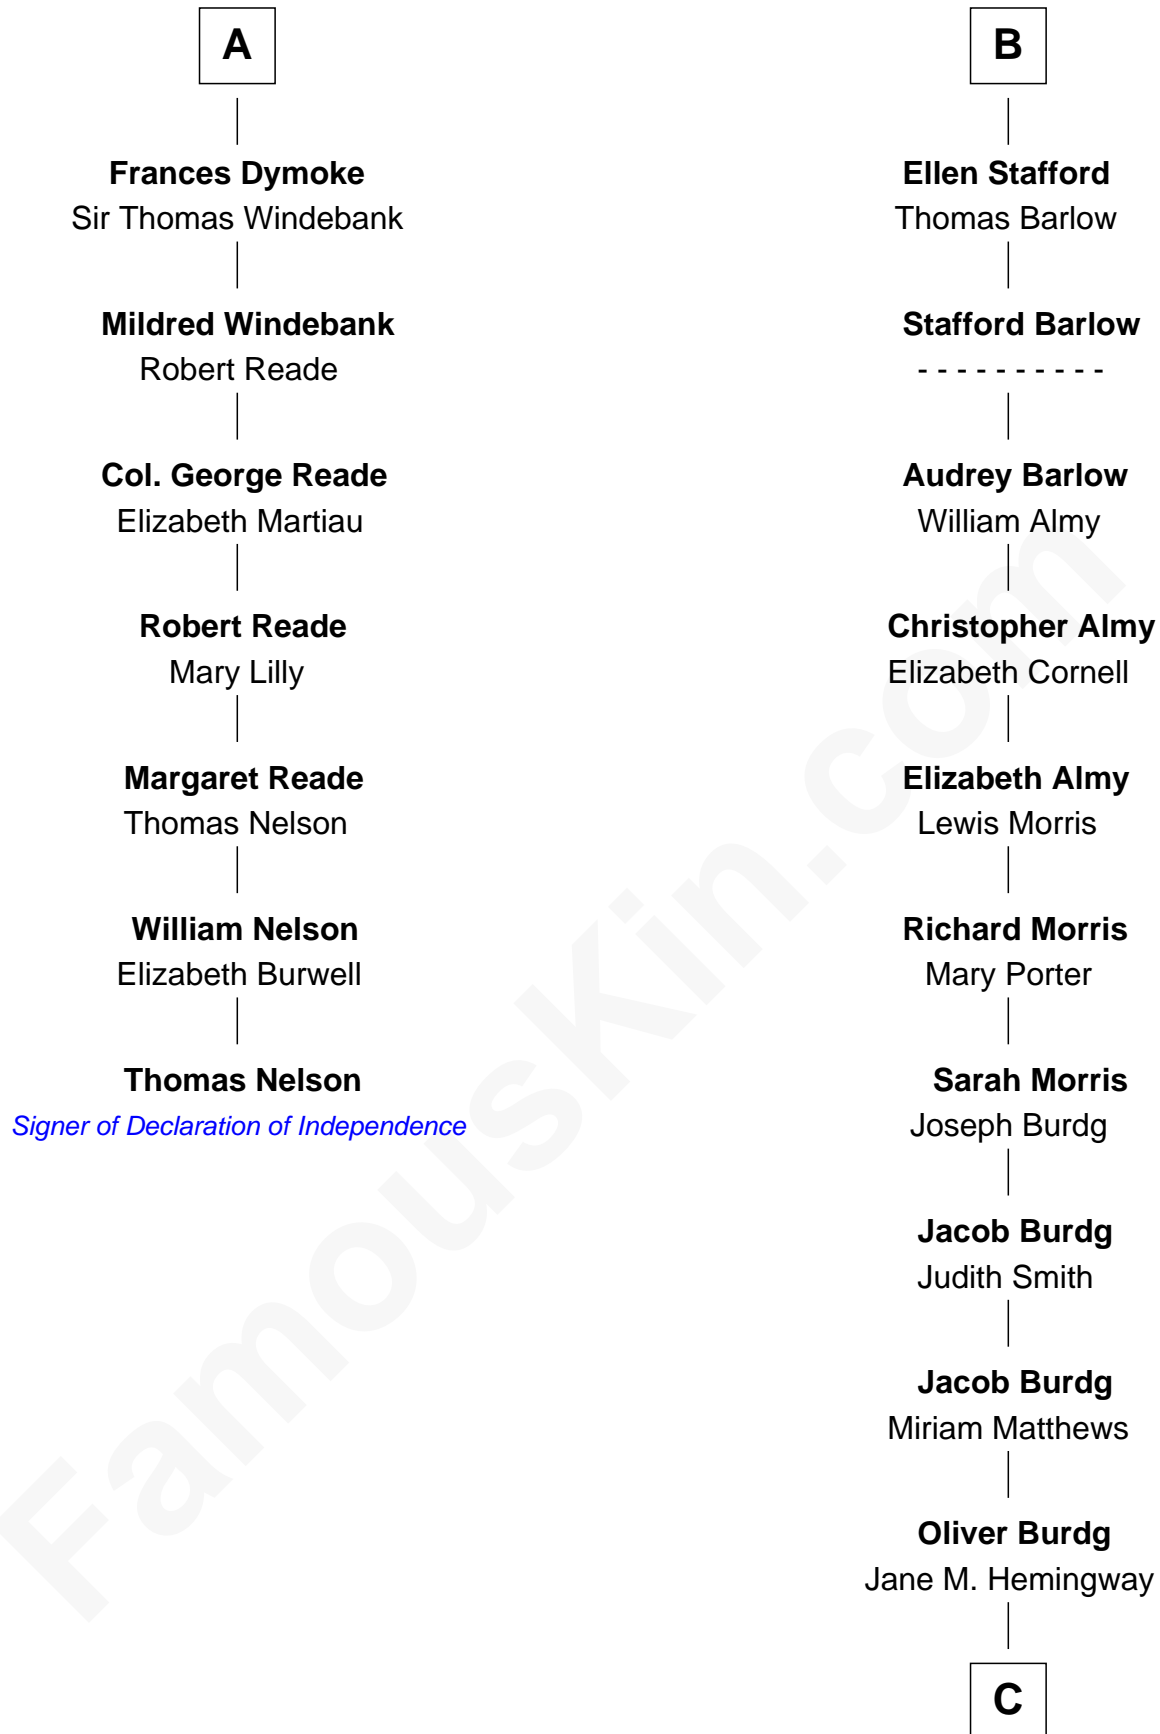 A
Frances Dymoke
Sir Thomas Windebank
Mildred Windebank
Robert Reade
Col. George Reade
Elizabeth Martiau
Robert Reade
Mary Lilly
Margaret Reade
Thomas Nelson
William Nelson
Elizabeth Burwell
Thomas Nelson
Signer of Declaration of Independence
B
Ellen Stafford
Thomas Barlow
Stafford Barlow
- - - - - - - - - -
Audrey Barlow
William Almy
Christopher Almy
Elizabeth Cornell
Elizabeth Almy
Lewis Morris
Richard Morris
Mary Porter
Sarah Morris
Joseph Burdg
Jacob Burdg
Judith Smith
Jacob Burdg
Miriam Matthews
Oliver Burdg
Jane M. Hemingway
C
FamousKin.com